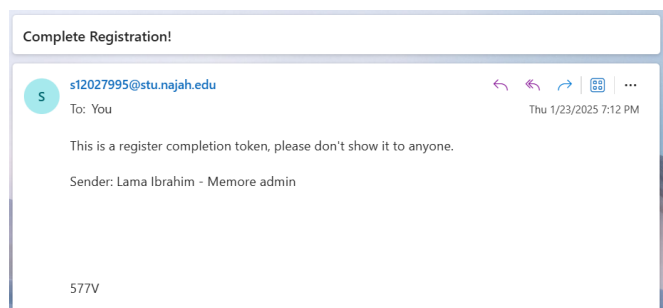 Complete Registration!
S
s12027995@stu.najah.edu
To: You
Thu 1/23/2025 7:12 PM
This is a register completion token, please don't show it to anyone.
Sender: Lama Ibrahim - Memore admin
577V